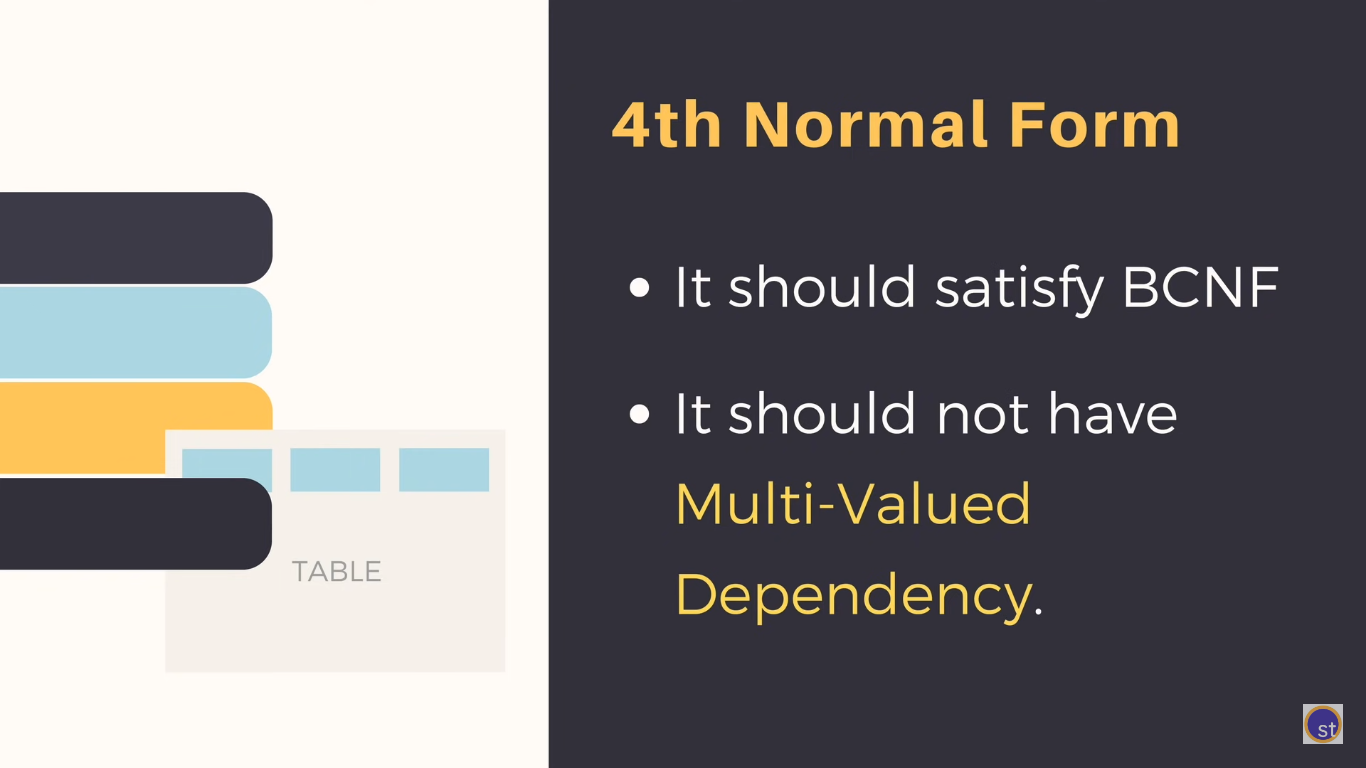 4th Normal Form
• It should satisfy BCNF
• It should not have
Multi-Valued
Dependency.
TABLE
st